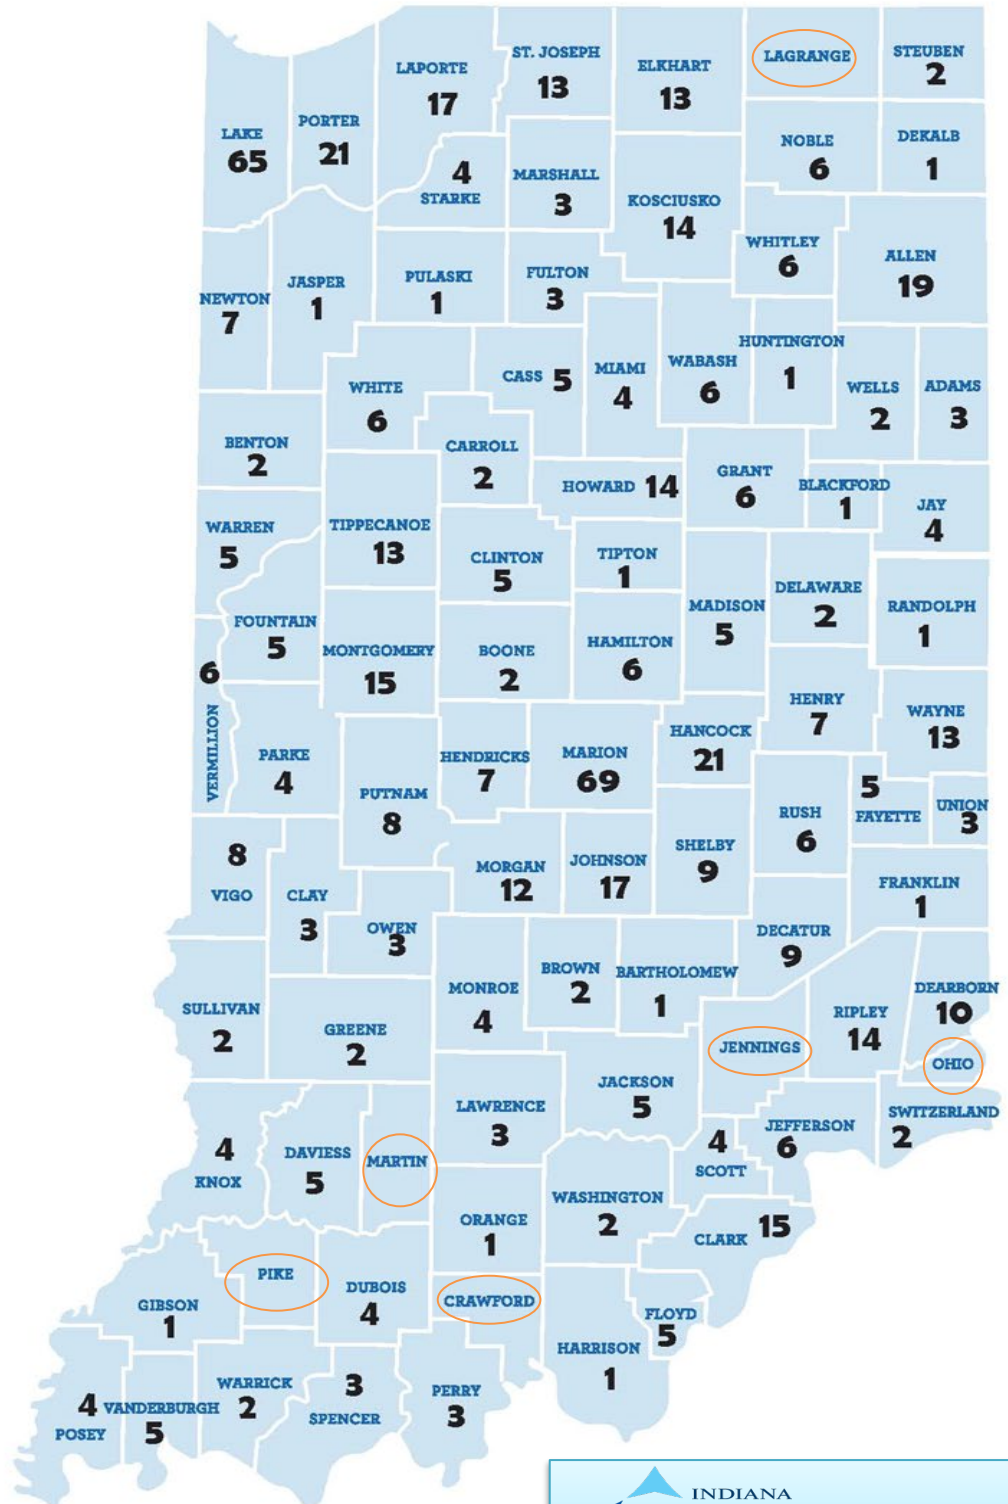 LAKE
65
PORTER
21
LAPORTE
17
ST. JOSEPH
13
ELKHART
13
LAGRANGE
STEUBEN
2
4
STARKE
MARSHALL
3
KOSCIUSKO
14
NOBLE
6
DEKALB
1
WHITLEY
6
ALLEN
19
NEWTON
7
JASPER
1
PULASKI
1
FULTON
3
WHITE
6
CASS 5
MIAMI
4
WABASH
6
HUNTINGTON
1
WELLS
2
ADAMS
3
BENTON
2
CARROLL
2
HOWARD 14
GRANT
6
BLACKFORD
1
JAY
4
WARREN
5
TIPPECANOE
13
CLINTON
5
TIPTON
1
MADISON
5
DELAWARE
2
RANDOLPH
1
FOUNTAIN
5
6
VERMILLION
MONTGOMERY
15
BOONE
2
HAMILTON
6
HENRY
7
WAYNE
13
PARKE
4
PUTNAM
8
HENDRICKS
7
MARION
69
HANCOCK
21
RUSH
6
5
FAYETTE
UNION
3
8
VIGO
CLAY
3
OWEN
3
MORGAN
12
JOHNSON
17
SHELBY
9
FRANKLIN
1
DECATUR
9
SULLIVAN
2
GREENE
2
MONROE
4
BROWN
2
BARTHOLOMEW
1
JENNINGS
RIPLEY
14
DEARBORN
10
OHIO
4
KNOX
DAVIESS
5
MARTIN
LAWRENCE
3
JACKSON
5
4
SCOTT
JEFFERSON
6
SWITZERLAND
2
ORANGE
1
WASHINGTON
2
CLARK 15
GIBSON
1
PIKE
DUBOIS
4
CRAWFORD
FLOYD
5
HARRISON
1
4
POSEY
VANDERBURGH
5
WARRICK
2
3
SPENCER
PERRY
3
INDIANA